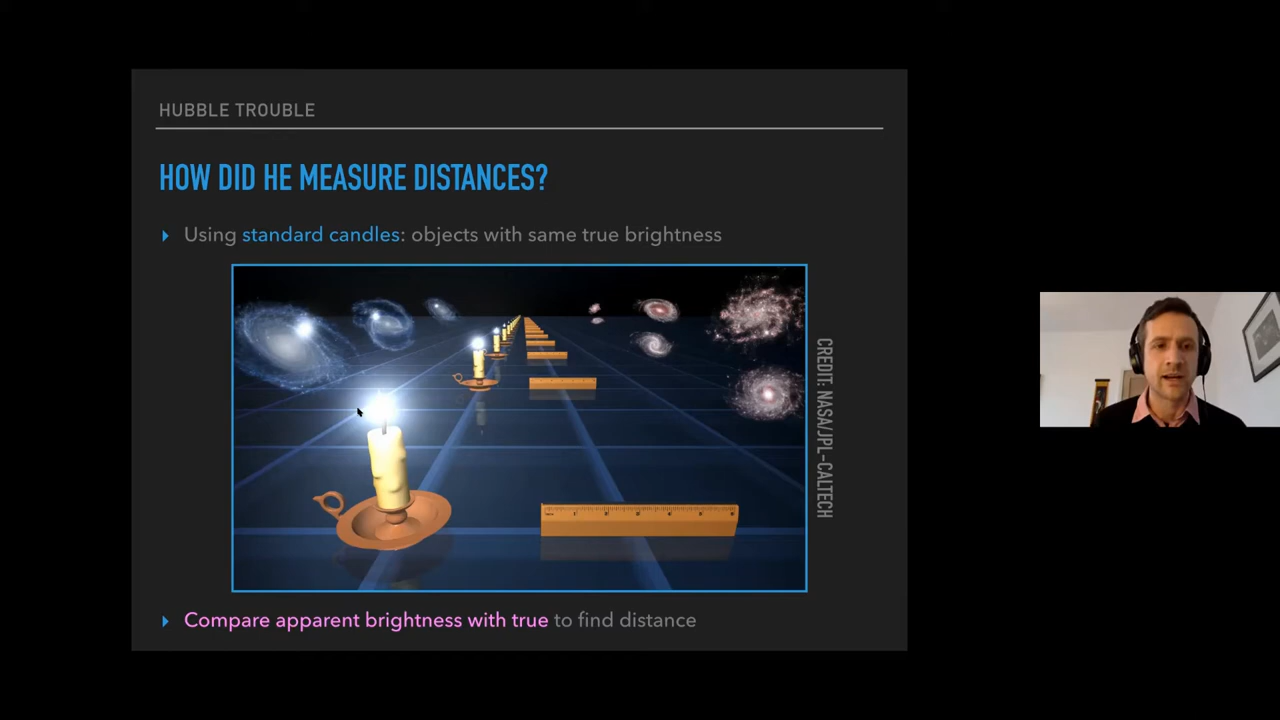 HUBBLE TROUBLE
HOW DID HE MEASURE DISTANCES?
Using standard candles: objects with same true brightness
CREDIT: NASA/JPL-CALTECH
Compare apparent brightness with true to find distance